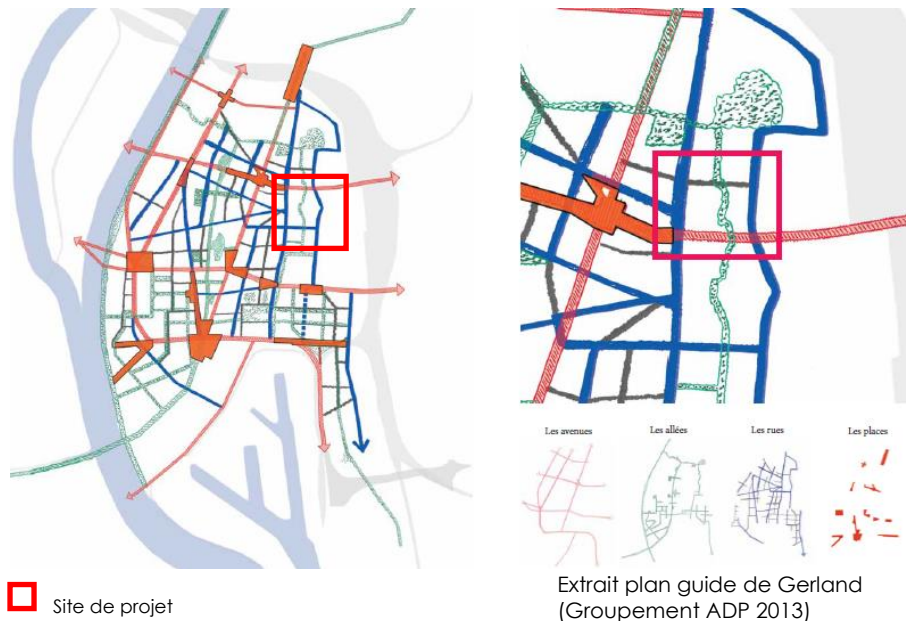 Les avenues
Les allées
Les rues
Les places
Site de projet
Extrait plan guide de Gerland
(Groupement ADP 2013)